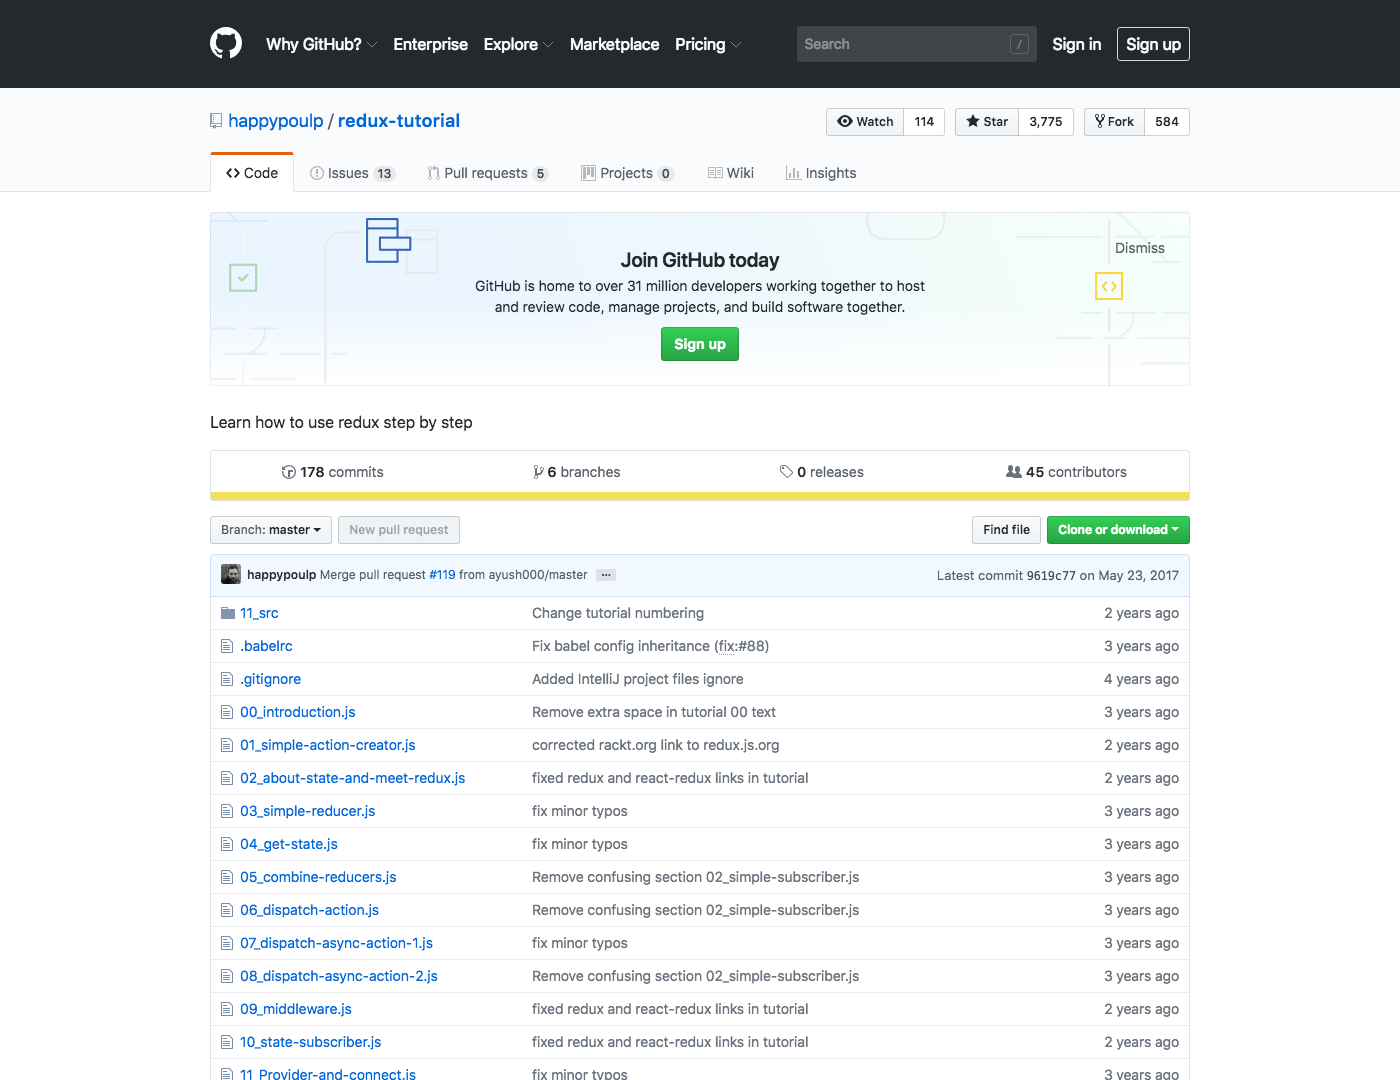 Why GitHub? Enterprise Explore Marketplace Pricing Search / Sign in Sign up
happypoulp / redux-tutorial Watch 114 Star 3,775 Fork 584
Code Issues 13 Pull requests 5 Projects 0 Wiki Insights
Dismiss
Join GitHub today
GitHub is home to over 31 million developers working together to host
and review code, manage projects, and build software together.
Sign up
Learn how to use redux step by step
178 commits 6 branches 0 releases 45 contributors
Branch: master New pull request Find file Clone or download
happypoulp Merge pull request #119 from ayush000/master ... Latest commit 9619c77 on May 23, 2017
11_src Change tutorial numbering 2 years ago
.babelrc Fix babel config inheritance (fix:#88) 3 years ago
.gitignore Added IntelliJ project files ignore 4 years ago
00_introduction.js Remove extra space in tutorial 00 text 3 years ago
01_simple-action-creator.js corrected rackt.org link to redux.js.org 2 years ago
02_about-state-and-meet-redux.js fixed redux and react-redux links in tutorial 2 years ago
03_simple-reducer.js fix minor typos 3 years ago
04_get-state.js fix minor typos 3 years ago
05_combine-reducers.js Remove confusing section 02_simple-subscriber.js 3 years ago
06_dispatch-action.js Remove confusing section 02_simple-subscriber.js 3 years ago
07_dispatch-async-action-1.js fix minor typos 3 years ago
08_dispatch-async-action-2.js Remove confusing section 02_simple-subscriber.js 3 years ago
09_middleware.js fixed redux and react-redux links in tutorial 2 years ago
10_state-subscriber.js fixed redux and react-redux links in tutorial 2 years ago
11_Provider-and-connect.js fix minor typos 3 years ago